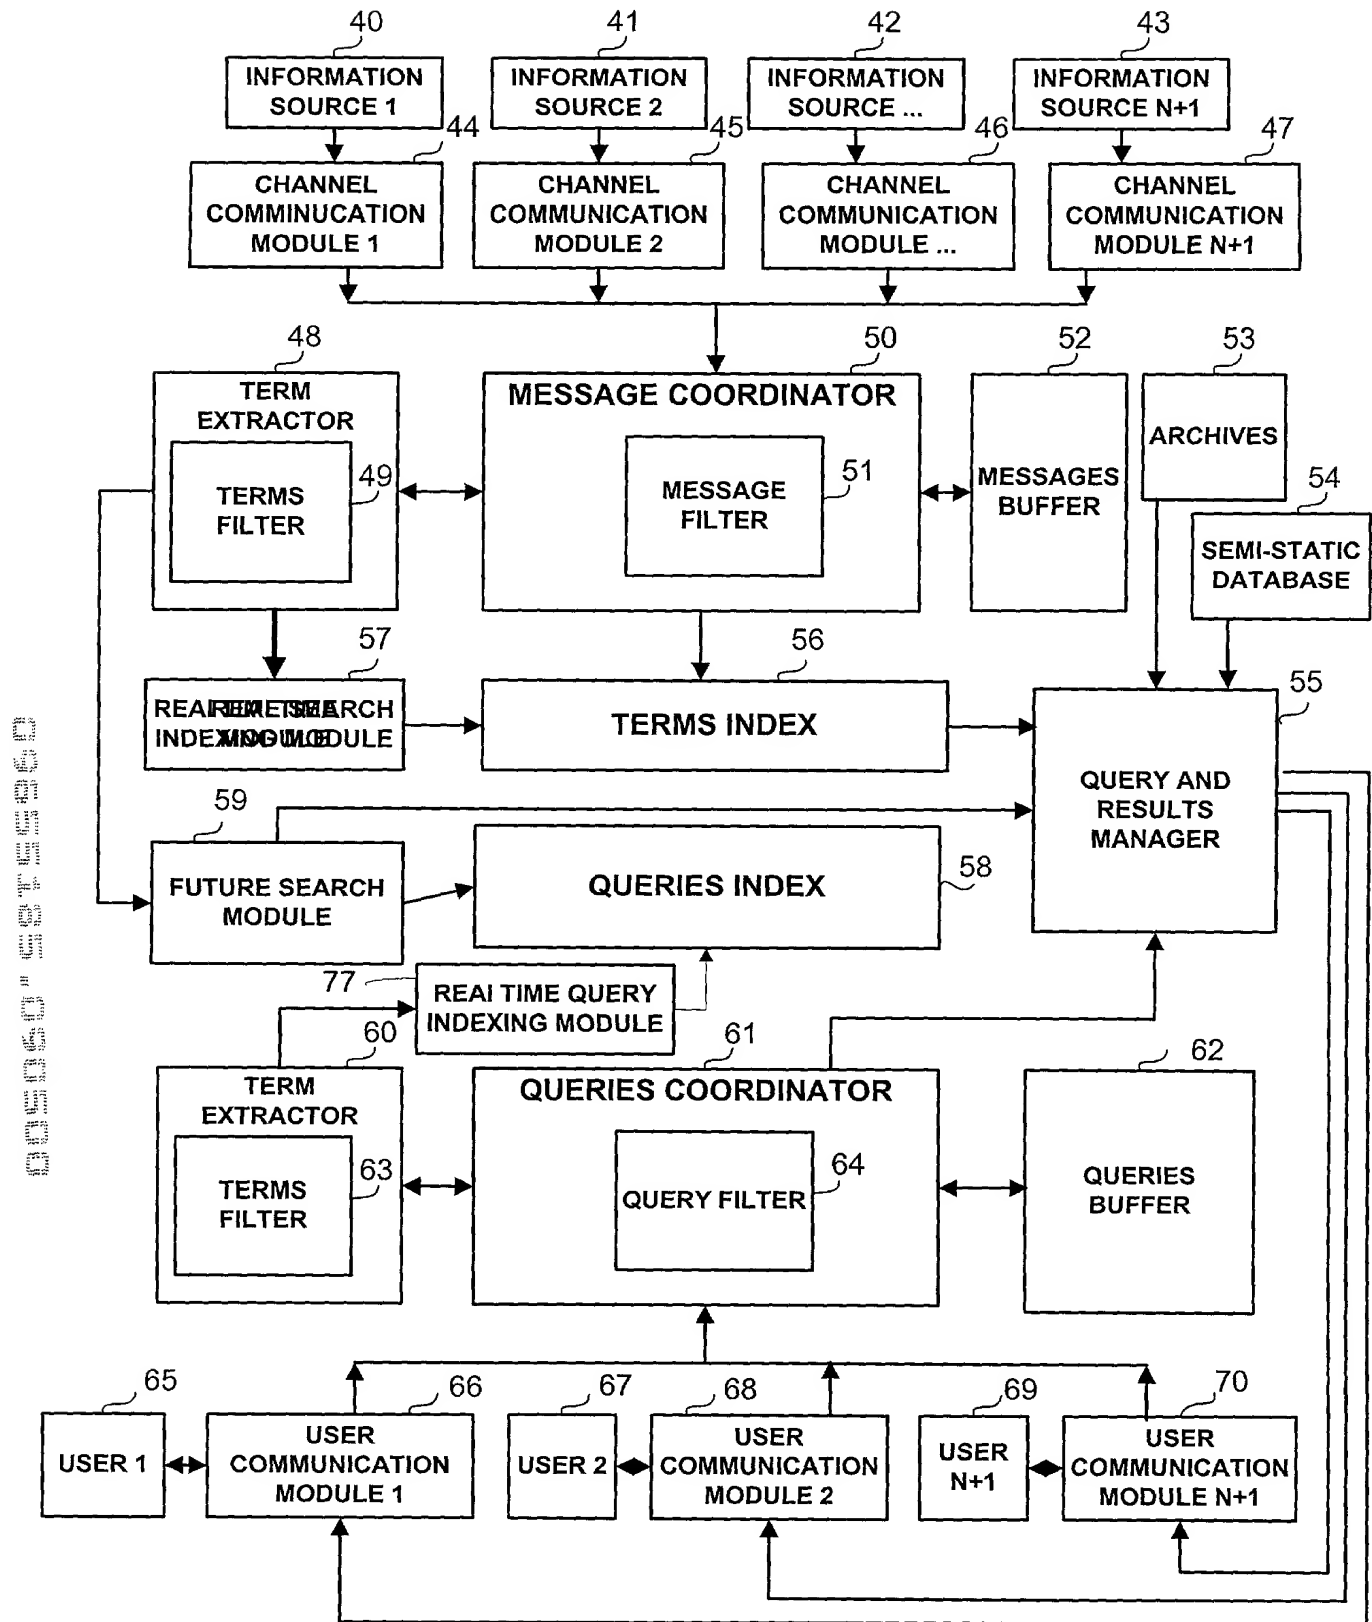 40
41
42
43
INFORMATION
SOURCE 1
INFORMATION
SOURCE 2
INFORMATION
SOURCE ...
INFORMATION
SOURCE N+1
44
45
46
47
CHANNEL
COMMINUCATION
MODULE 1
CHANNEL
COMMUNICATION
MODULE 2
CHANNEL
COMMUNICATION
MODULE ...
CHANNEL
COMMUNICATION
MODULE N+1
48
50
52
53
TERM
EXTRACTOR
49
TERMS
FILTER
MESSAGE COORDINATOR
51
MESSAGE
FILTER
MESSAGES
BUFFER
ARCHIVES
54
SEMI-STATIC
DATABASE
57
56
55
INDEXING MODULE
TERMS INDEX
QUERY AND
RESULTS
MANAGER
59
FUTURE SEARCH
MODULE
QUERIES INDEX
58
77
REAI TIME QUERY
INDEXING MODULE
60
61
62
TERM
EXTRACTOR
63
TERMS
FILTER
QUERIES COORDINATOR
64
QUERY FILTER
QUERIES
BUFFER
65
66
67
68
69
70
USER 1
USER
COMMUNICATION
MODULE 1
USER 2
USER
COMMUNICATION
MODULE 2
USER
N+1
USER
COMMUNICATION
MODULE N+1